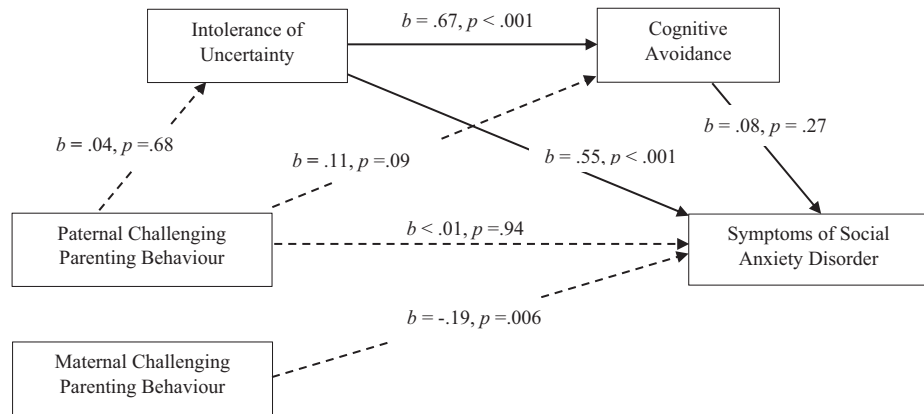 Intolerance of
Uncertainty
b = .67, p < .001
Cognitive
Avoidance
b = .04, p =.68
b = .11, p =.09
b = .08, p = .27
b = .55, p < .001
Paternal Challenging
Parenting Behaviour
b < .01, p =.94
Symptoms of Social
Anxiety Disorder
b = -.19, p =.006
Maternal Challenging
Parenting Behaviour